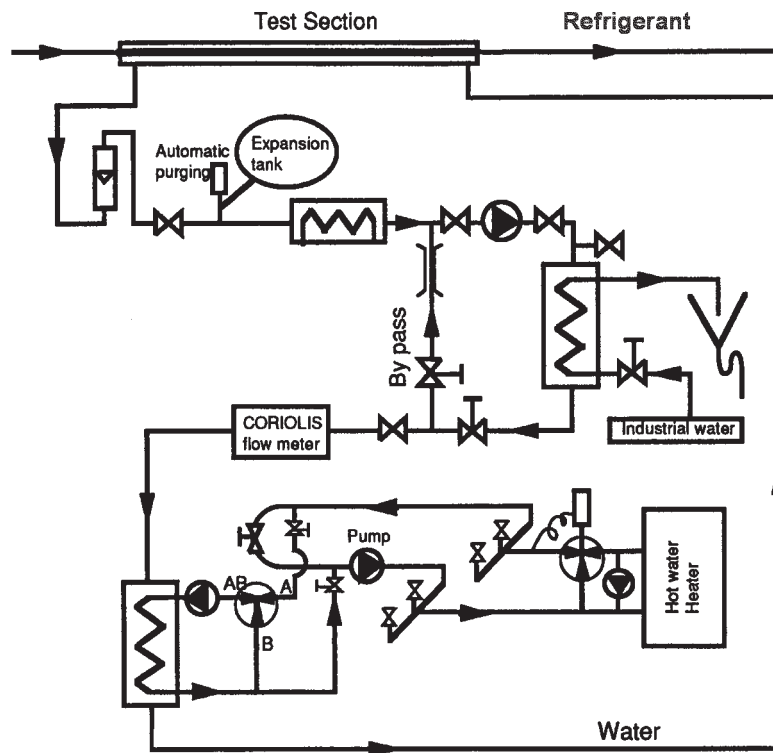 Test Section
Refrigerant
Automatic
purging
Expansion
tank
By pass
CORIOLIS
flow meter
Industrial water
Pump
AB
A
B
Hot water
Heater
Water